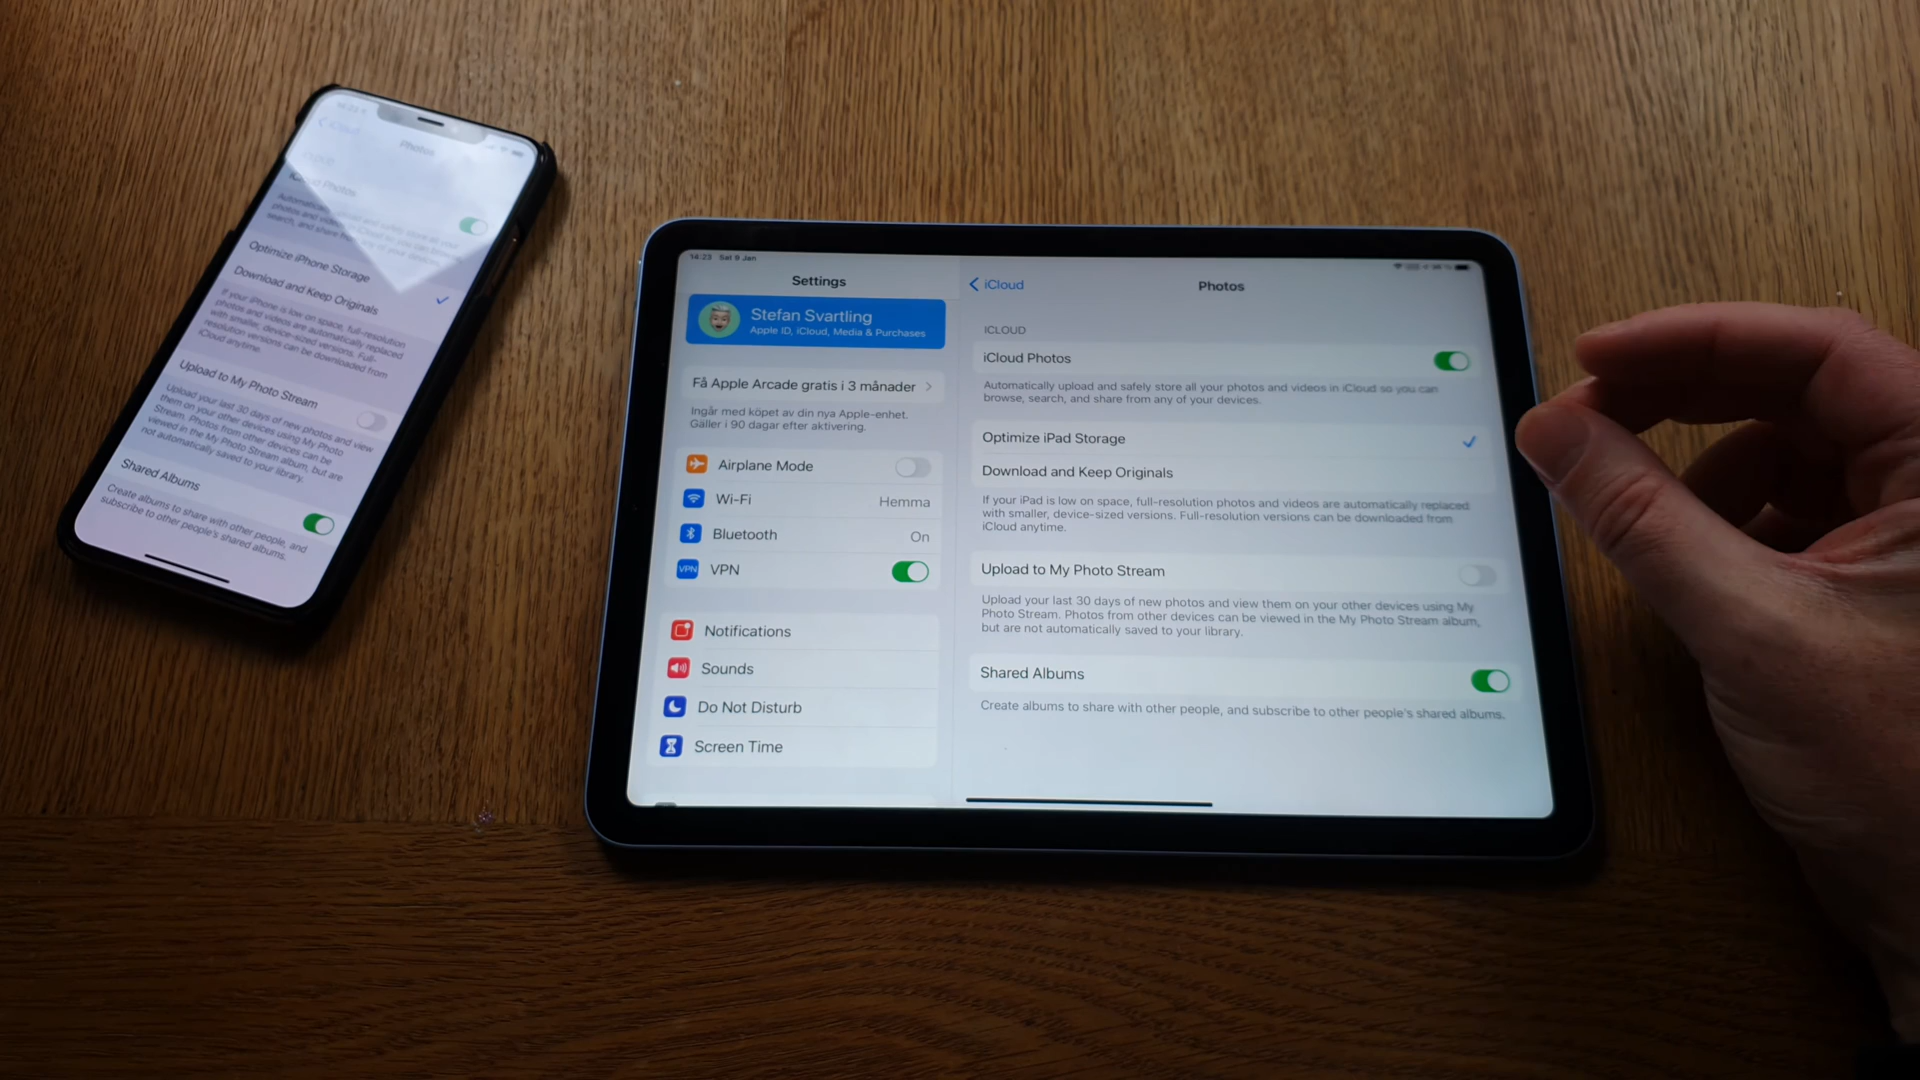 14:23
iCloud
Photos
ICLOUD
iCloud Photos
Automatically upload and safely store all your
photos and videos in iCloud so you can browse,
search, and share from any of your devices.
Optimize iPhone Storage
Download and Keep Originals
If your iPhone is low on space, full-resolution
photos and videos are automatically replaced
with smaller, device-sized versions. Full-
resolution versions can be downloaded from
iCloud anytime.
Upload to My Photo Stream
Upload your last 30 days of new photos and view
them on your other devices using My Photo
Stream. Photos from other devices can be
viewed in the My Photo Stream album, but are
not automatically saved to your library.
Shared Albums
Create albums to share with other people, and
subscribe to other people's shared albums.
14:23 Sat 9 Jan
Settings
Stefan Svartling
Apple ID, iCloud, Media & Purchases
Få Apple Arcade gratis i 3 månader
Ingår med köpet av din nya Apple-enhet.
Gäller i 90 dagar efter aktivering.
Airplane Mode
Wi-Fi Hemma
Bluetooth On
VPN VPN
Notifications
Sounds
Do Not Disturb
Screen Time
iCloud
Photos
ICLOUD
iCloud Photos
Automatically upload and safely store all your photos and videos in iCloud so you can
browse, search, and share from any of your devices.
Optimize iPad Storage
Download and Keep Originals
If your iPad is low on space, full-resolution photos and videos are automatically replaced
with smaller, device-sized versions. Full-resolution versions can be downloaded from
iCloud anytime.
Upload to My Photo Stream
Upload your last 30 days of new photos and view them on your other devices using My
Photo Stream. Photos from other devices can be viewed in the My Photo Stream album,
but are not automatically saved to your library.
Shared Albums
Create albums to share with other people, and subscribe to other people's shared albums.